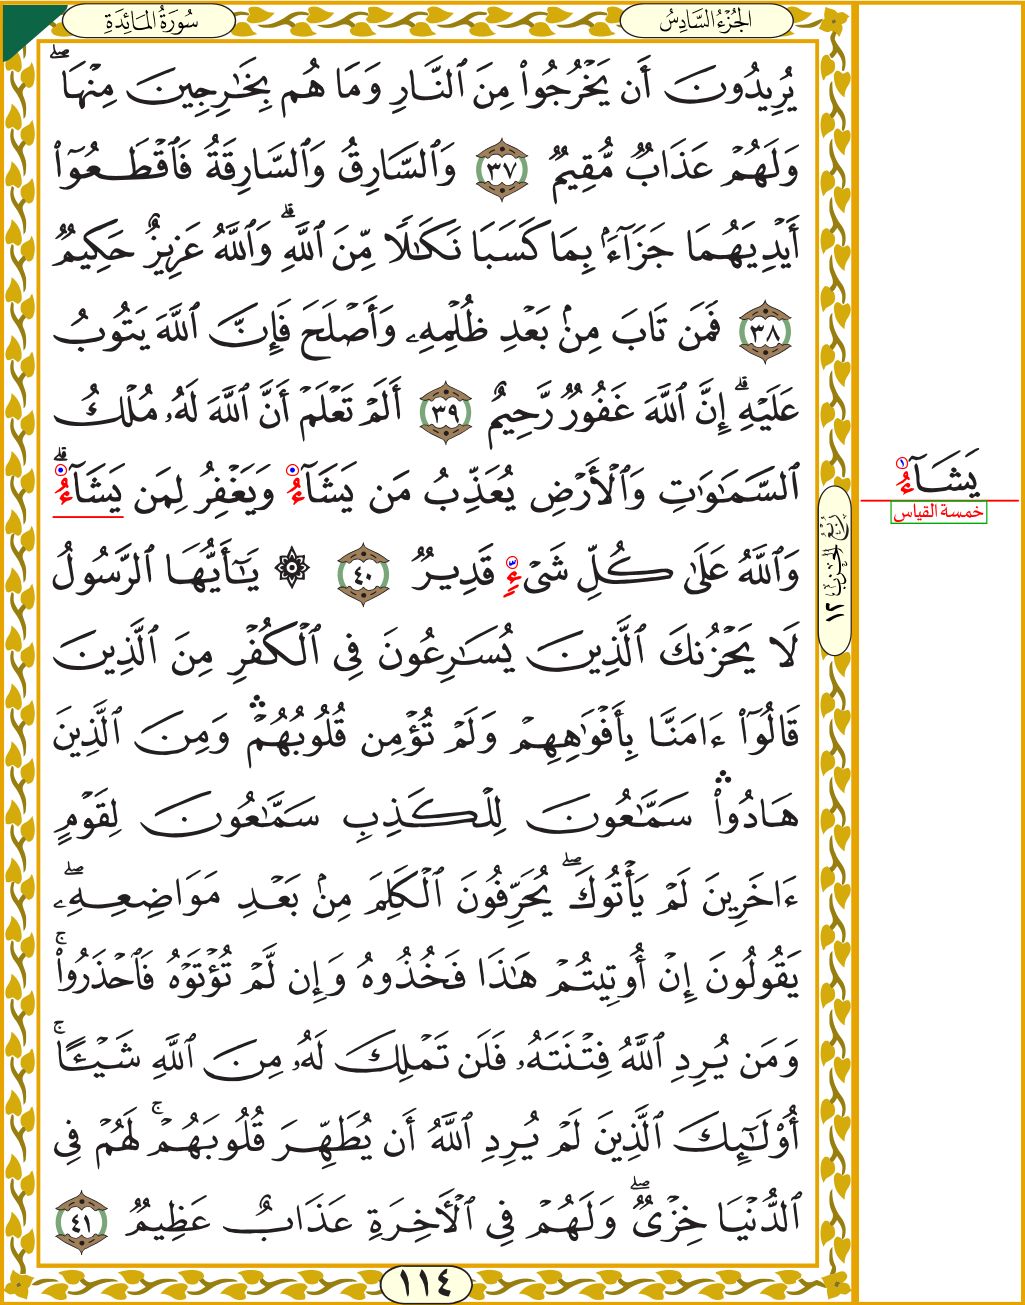 سُورَةُ المَائِدَةِ
الجُزْءُ السَّادِسُ
يُرِيدُونَ أَن يَخْرُجُوا۟ مِنَ ٱلنَّارِ وَمَا هُم بِخَٰرِجِينَ مِنْهَا ۖ
وَلَهُمْ عَذَابٌ مُّقِيمٌ ٣٧ وَٱلسَّارِقُ وَٱلسَّارِقَةُ فَٱقْطَعُوٓا۟
أَيْدِيَهُمَا جَزَآءًۢ بِمَا كَسَبَا نَكَٰلًا مِّنَ ٱللَّهِ ۗ وَٱللَّهُ عَزِيزٌ حَكِيمٌ
٣٨ فَمَن تَابَ مِنۢ بَعْدِ ظُلْمِهِۦ وَأَصْلَحَ فَإِنَّ ٱللَّهَ يَتُوبُ
عَلَيْهِ ۗ إِنَّ ٱللَّهَ غَفُورٌ رَّحِيمٌ ٣٩ أَلَمْ تَعْلَمْ أَنَّ ٱللَّهَ لَهُۥ مُلْكُ
ٱلسَّمَٰوَٰتِ وَٱلْأَرْضِ يُعَذِّبُ مَن يَشَآءُ وَيَغْفِرُ لِمَن يَشَآءُ ۗ
وَٱللَّهُ عَلَىٰ كُلِّ شَىْءٍ قَدِيرٌ ٤٠ ۞ يَٰٓأَيُّهَا ٱلرَّسُولُ
لَا يَحْزُنكَ ٱلَّذِينَ يُسَٰرِعُونَ فِى ٱلْكُفْرِ مِنَ ٱلَّذِينَ
قَالُوٓا۟ ءَامَنَّا بِأَفْوَٰهِهِمْ وَلَمْ تُؤْمِن قُلُوبُهُمْ ۛ وَمِنَ ٱلَّذِينَ
هَادُوا۟ ۛ سَمَّٰعُونَ لِلْكَذِبِ سَمَّٰعُونَ لِقَوْمٍ
ءَاخَرِينَ لَمْ يَأْتُوكَ ۖ يُحَرِّفُونَ ٱلْكَلِمَ مِنۢ بَعْدِ مَوَاضِعِهِۦ ۖ
يَقُولُونَ إِنْ أُوتِيتُمْ هَٰذَا فَخُذُوهُ وَإِن لَّمْ تُؤْتَوْهُ فَٱحْذَرُوا۟ ۚ
وَمَن يُرِدِ ٱللَّهُ فِتْنَتَهُۥ فَلَن تَمْلِكَ لَهُۥ مِنَ ٱللَّهِ شَيْـًٔا ۚ
أُو۟لَٰٓئِكَ ٱلَّذِينَ لَمْ يُرِدِ ٱللَّهُ أَن يُطَهِّرَ قُلُوبَهُمْ ۚ لَهُمْ فِى
ٱلدُّنْيَا خِزْىٌ ۖ وَلَهُمْ فِى ٱلْأَخِرَةِ عَذَابٌ عَظِيمٌ ٤١
يَشَآءُ ١
خمسة القياس
رُبْعُ الحِزْبِ ١٢
١١٤